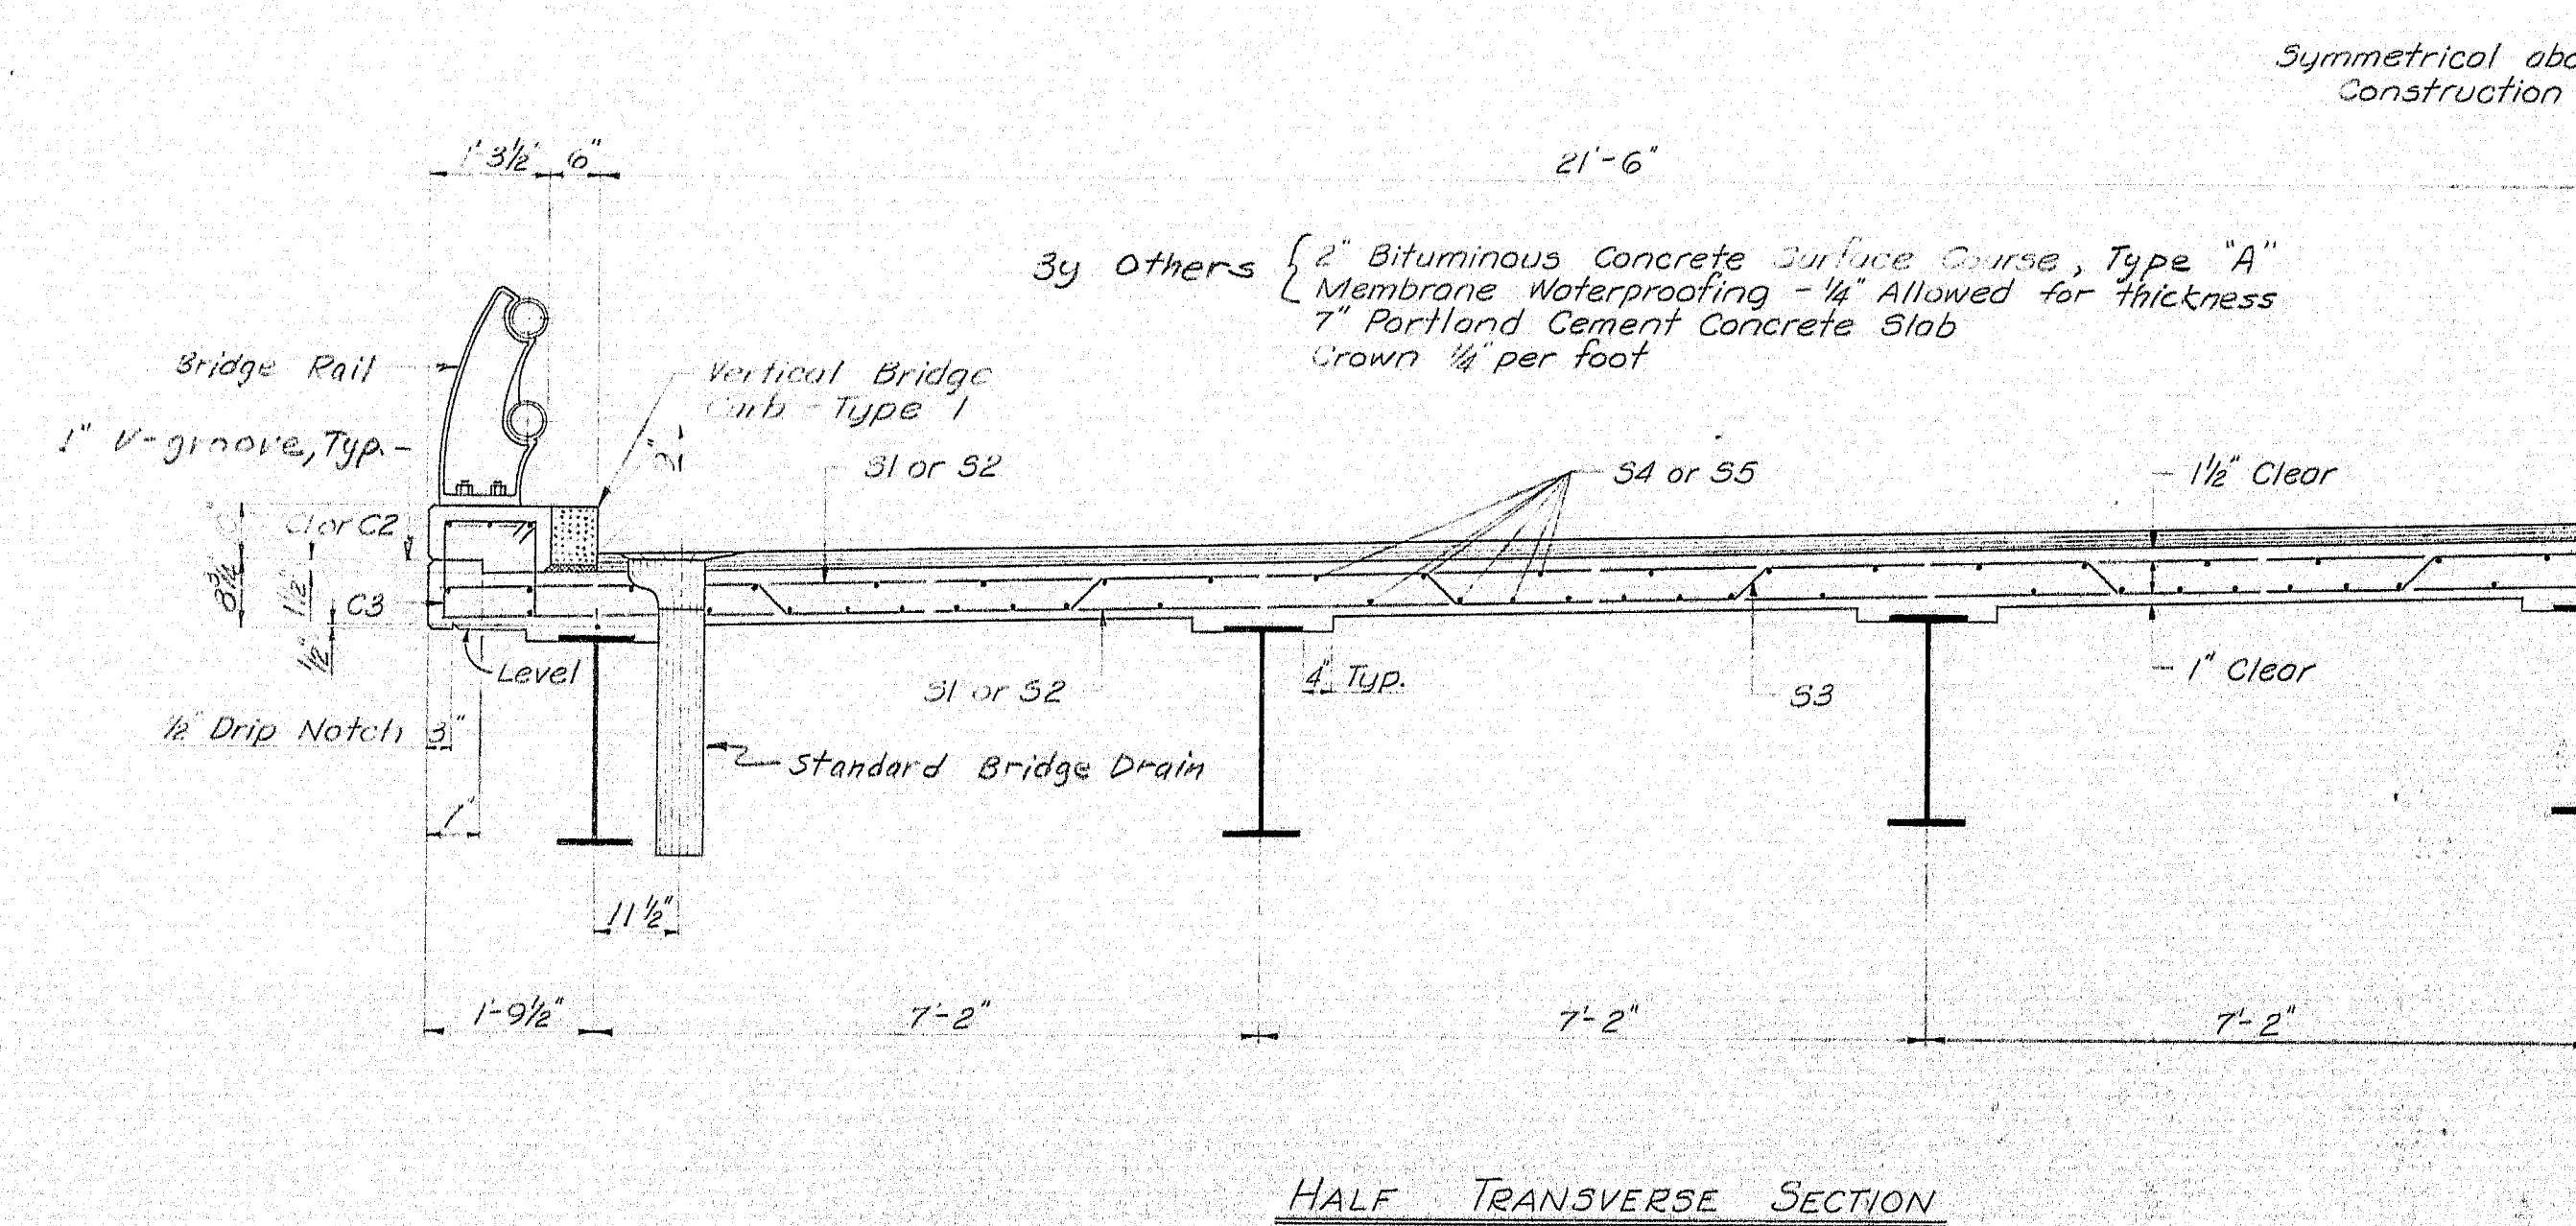 Symmetrical abo
Construction
1'-3½" 6"
21'-6"
By Others { 2" Bituminous Concrete Surface Course, Type "A"
Membrane Waterproofing - ¼" Allowed for thickness
7" Portland Cement Concrete Slab
Crown ¼" per foot
Bridge Rail
Vertical Bridge
Curb - Type 1
1" V-groove, Typ.
2"
S1 or S2
S4 or S5
1½" Clear
C1 or C2
8¾"
1½"
C3
½"
Level
S1 or S2
4" Typ.
S3
1" Clear
½" Drip Notch 3"
Standard Bridge Drain
7"
11½"
1'-9½"
7'-2"
7'-2"
7'-2"
HALF TRANSVERSE SECTION